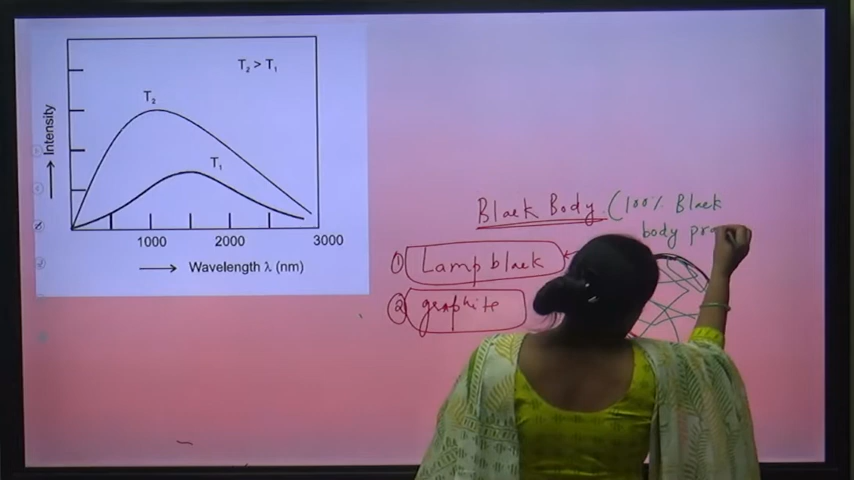 T₂ > T₁
T₂
T₁
Intensity
1000 2000 3000
Wavelength λ (nm)
Black Body. (100% Black
body
① Lamp black
② graphite